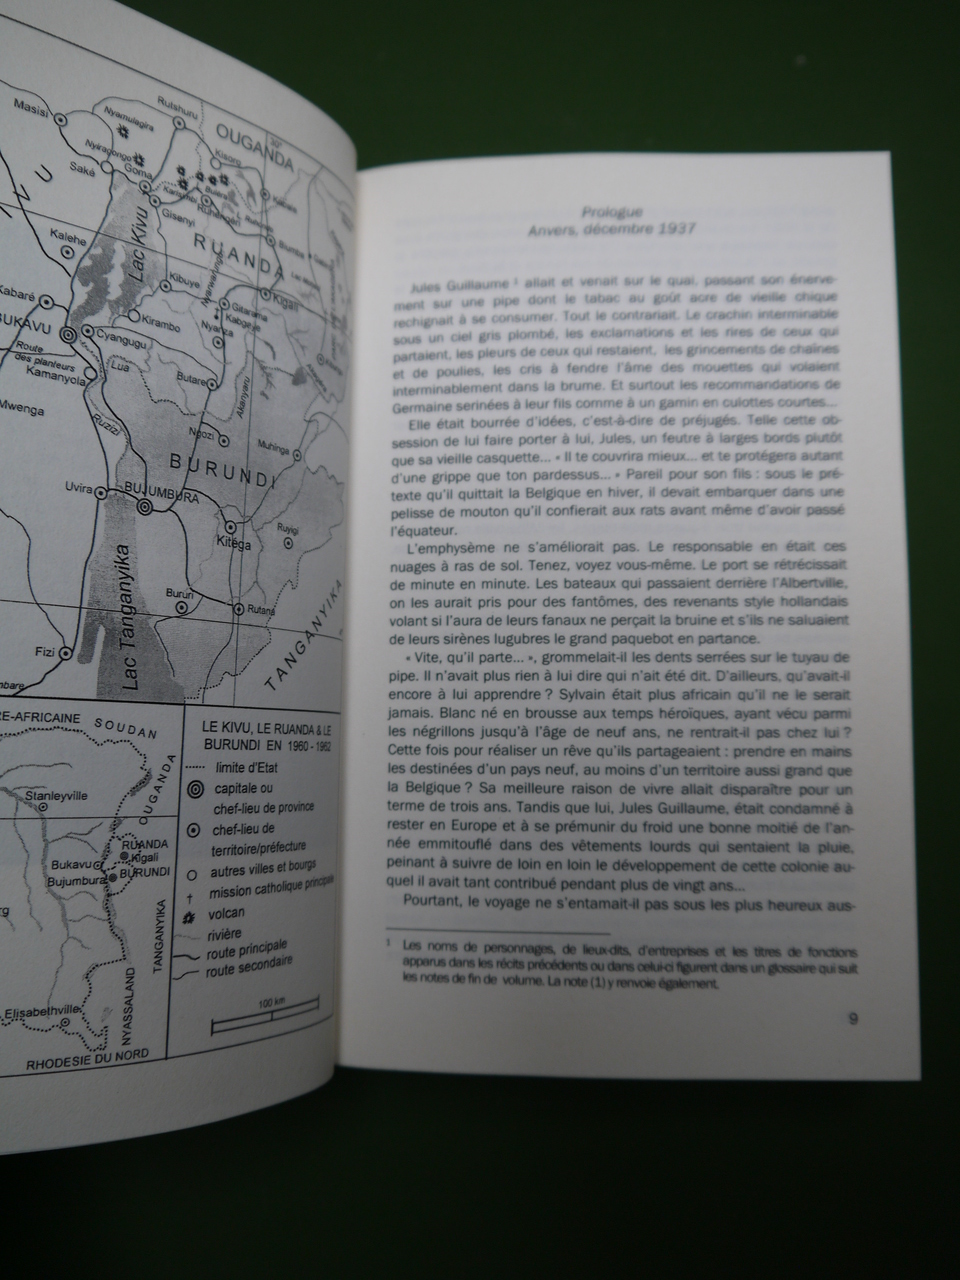 Masisi
Rutshuru
Nyamulagira
OUGANDA
30°
Nyiragongo
Kisoro
Saké
Goma
Gisenyi
Ruhengeri
Kalehe
Lac Kivu
RUANDA
Kibuye
Kabaré
Kigali
Gitarama
Kabgaye
BUKAVU
Kirambo
Nyanza
Cyangugu
Route
des planteurs
Kamanyola
Lua
Butare
Akanyaru
Mwenga
Ruzizi
Ngozi
Muhinga
BURUNDI
Uvira
BUJUMBURA
Kitega
Ruyigi
Lac Tanganyika
Bururi
Rutana
TANGANYIKA
Fizi
mbare
RE-AFRICAINE
SOUDAN
OUGANDA
Stanleyville
RUANDA
Kigali
Bukavu
BURUNDI
Bujumbura
TANGANYIKA
rg
NYASSALAND
Elisabethville
RHODESIE DU NORD
LE KIVU, LE RUANDA & LE
BURUNDI EN 1960 - 1962
limite d'Etat
capitale ou
chef-lieu de province
chef-lieu de
territoire/préfecture
autres villes et bourgs
mission catholique principale
volcan
rivière
route principale
route secondaire
100 km
Prologue
Anvers, décembre 1937
Jules Guillaume 1 allait et venait sur le quai, passant son énerve-
ment sur une pipe dont le tabac au goût acre de vieille chique
rechignait à se consumer. Tout le contrariait. Le crachin interminable
sous un ciel gris plombé, les exclamations et les rires de ceux qui
partaient, les pleurs de ceux qui restaient, les grincements de chaînes
et de poulies, les cris à fendre l'âme des mouettes qui volaient
interminablement dans la brume. Et surtout les recommandations de
Germaine serinées à leur fils comme à un gamin en culottes courtes...
Elle était bourrée d'idées, c'est-à-dire de préjugés. Telle cette ob-
session de lui faire porter à lui, Jules, un feutre à larges bords plutôt
que sa vieille casquette... « Il te couvrira mieux... et te protégera autant
d'une grippe que ton pardessus... » Pareil pour son fils : sous le pré-
texte qu'il quittait la Belgique en hiver, il devait embarquer dans une
pelisse de mouton qu'il confierait aux rats avant même d'avoir passé
l'équateur.
L'emphysème ne s'améliorait pas. Le responsable en était ces
nuages à ras de sol. Tenez, voyez vous-même. Le port se rétrécissait
de minute en minute. Les bateaux qui passaient derrière l'Albertville,
on les aurait pris pour des fantômes, des revenants style hollandais
volant si l'aura de leurs fanaux ne perçait la bruine et s'ils ne saluaient
de leurs sirènes lugubres le grand paquebot en partance.
« Vite, qu'il parte... », grommelait-il les dents serrées sur le tuyau de
pipe. Il n'avait plus rien à lui dire qui n'ait été dit. D'ailleurs, qu'avait-il
encore à lui apprendre ? Sylvain était plus africain qu'il ne le serait
jamais. Blanc né en brousse aux temps héroïques, ayant vécu parmi
les négrillons jusqu'à l'âge de neuf ans, ne rentrait-il pas chez lui ?
Cette fois pour réaliser un rêve qu'ils partageaient : prendre en mains
les destinées d'un pays neuf, au moins d'un territoire aussi grand que
la Belgique ? Sa meilleure raison de vivre allait disparaître pour un
terme de trois ans. Tandis que lui, Jules Guillaume, était condamné à
rester en Europe et à se prémunir du froid une bonne moitié de l'an-
née emmitouflé dans des vêtements lourds qui sentaient la pluie,
peinant à suivre de loin en loin le développement de cette colonie au-
quel il avait tant contribué pendant plus de vingt ans...
Pourtant, le voyage ne s'entamait-il pas sous les plus heureux aus-
1 Les noms de personnages, de lieux-dits, d'entreprises et les titres de fonctions
apparus dans les récits précédents ou dans celui-ci figurent dans un glossaire qui suit
les notes de fin de volume. La note (1) y renvoie également.
9